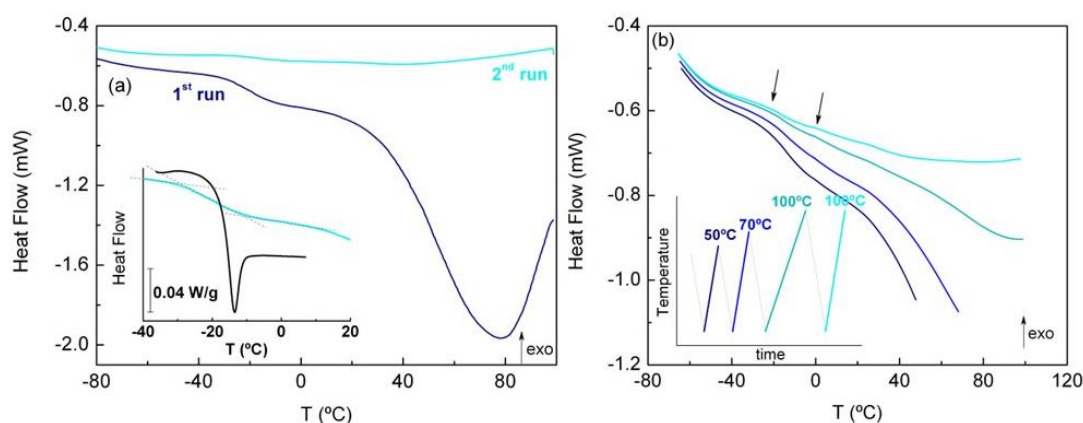 (a)
1st run
2nd run
-0.4
-0.8
-1.2
-1.6
-2.0
Heat Flow (mW)
Heat Flow
0.04 W/g
-40
-20
0
20
T (ºC)
exo
-80
-40
0
40
80
T (ºC)
(b)
-0.4
-0.6
-0.8
-1.0
-1.2
Heat Flow (mW)
50ºC
70ºC
100ºC
100ºC
Temperature
time
exo
-80
-40
0
40
80
120
T (ºC)